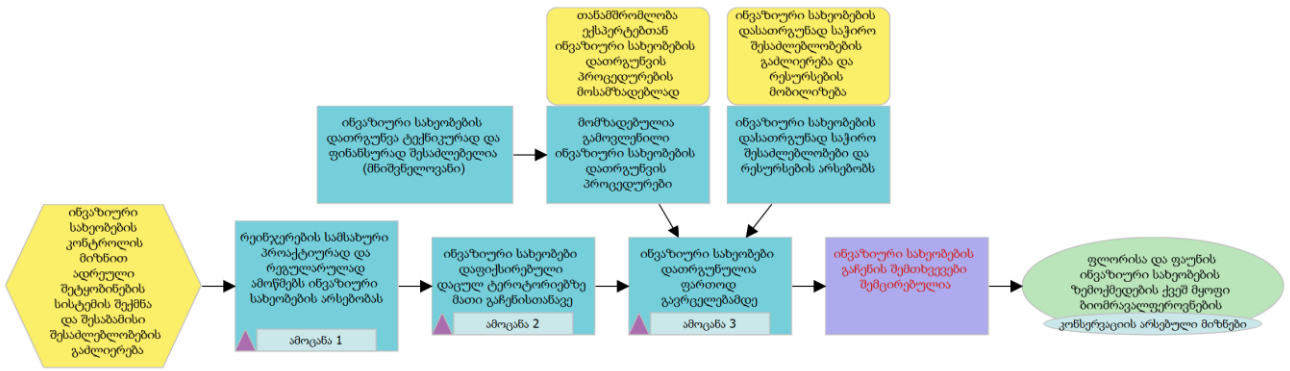 თანამშრომლობა
ექსპერტებთან
ინვაზიური სახეობების
დათრგუნვის
პროცედურების
მოსამზადებლად
ინვაზიური სახეობების
დასათრგუნად საჭირო
შესაძლებლობების
გაძლიერება და
რესურსების
მობილიზება
ინვაზიური სახეობების
დათრგუნვა ტექნიკურად და
ფინანსურად შესაძლებელია
(მნიშვნელოვანი)
მომზადებულია
გამოვლენილი
ინვაზიური სახეობების
დათრგუნვის
პროცედურები
ინვაზიური სახეობების
დასათრგუნად საჭირო
შესაძლებლობები და
რესურსების არსებობს
ინვაზიური
სახეობების
კონტროლის
მიზნით
ადრეული
შეტყობინების
სისტემის შექმნა
და შესაბამისი
შესაძლებლობების
გაძლიერება
რეინჯერების სამსახური
პროაქტიურად და
რეგულარულად
ამოწმებს ინვაზიური
სახეობების არსებობას
ამოცანა 1
ინვაზიური სახეობები
დაფიქსირებული
დაცულ ტეროტორიებზე
მათი გაჩენისთანავე
ამოცანა 2
ინვაზიური სახეობები
დათრგუნულია
ფართოდ
გავრცელებამდე
ამოცანა 3
ინვაზიური სახეობების
გაჩენის შემთხვევები
შემცირებულია
ფლორისა და ფაუნის
ინვაზიური სახეობების
ზემოქმედების ქვეშ მყოფი
ბიომრავალფეროვნების
კონსერვაციის არსებული მიზნები